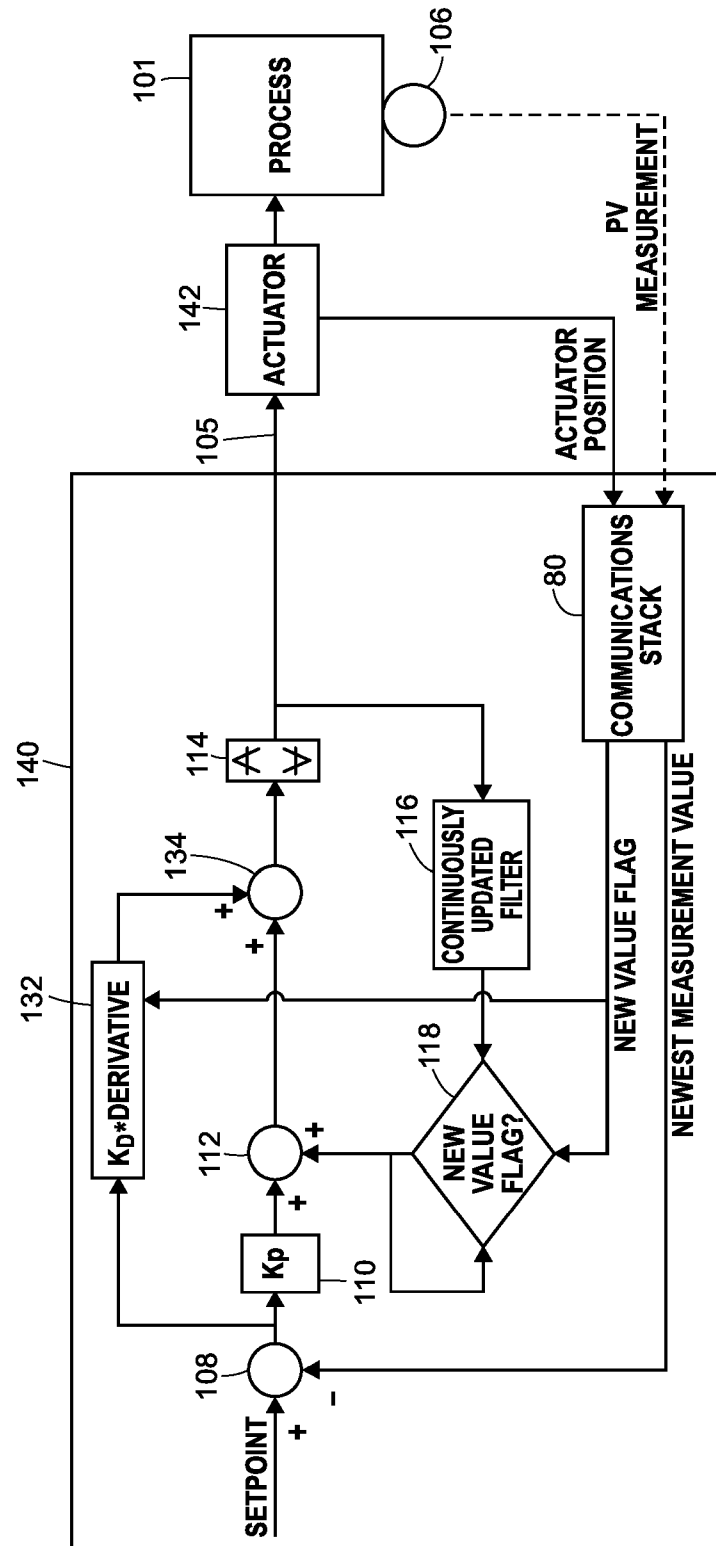 140
SETPOINT
+
-
108
KP
110
+
+
112
KD*DERIVATIVE
132
+
+
134
114
105
ACTUATOR
142
PROCESS
101
106
CONTINUOUSLY
UPDATED
FILTER
116
NEW
VALUE
FLAG?
118
NEW VALUE FLAG
NEWEST MEASUREMENT VALUE
COMMUNICATIONS
STACK
80
ACTUATOR
POSITION
PV
MEASUREMENT